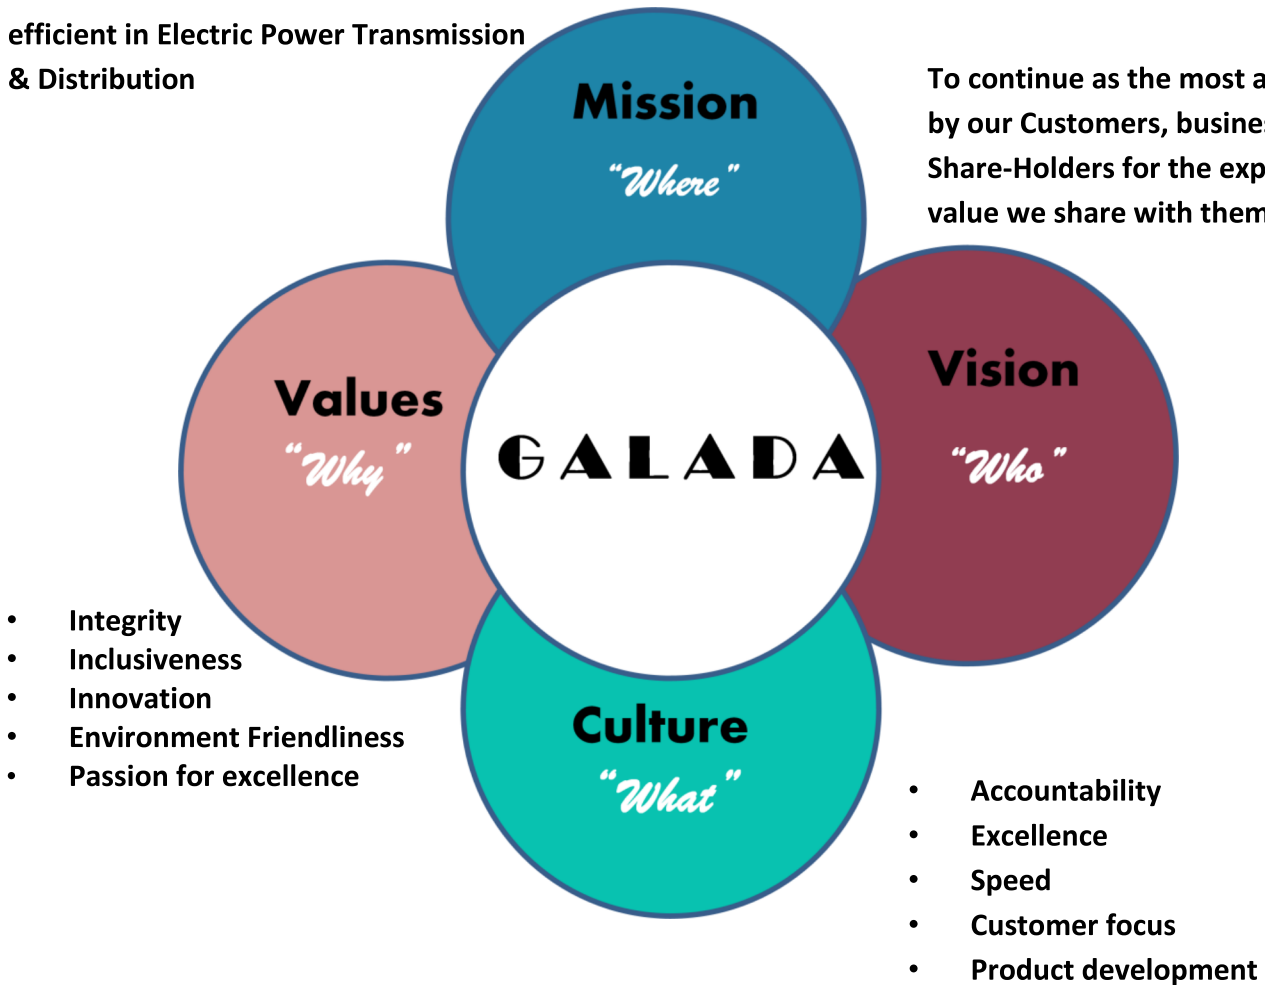 efficient in Electric Power Transmission
& Distribution
Mission
“Where”
To continue as the most
by our Customers,
Share-Holders for the
value we share with them
Values
“Why”
GALADA
Vision
“Who”
• Integrity
• Inclusiveness
• Innovation
• Environment Friendliness
• Passion for excellence
Culture
“What”
• Accountability
• Excellence
• Speed
• Customer focus
• Product development